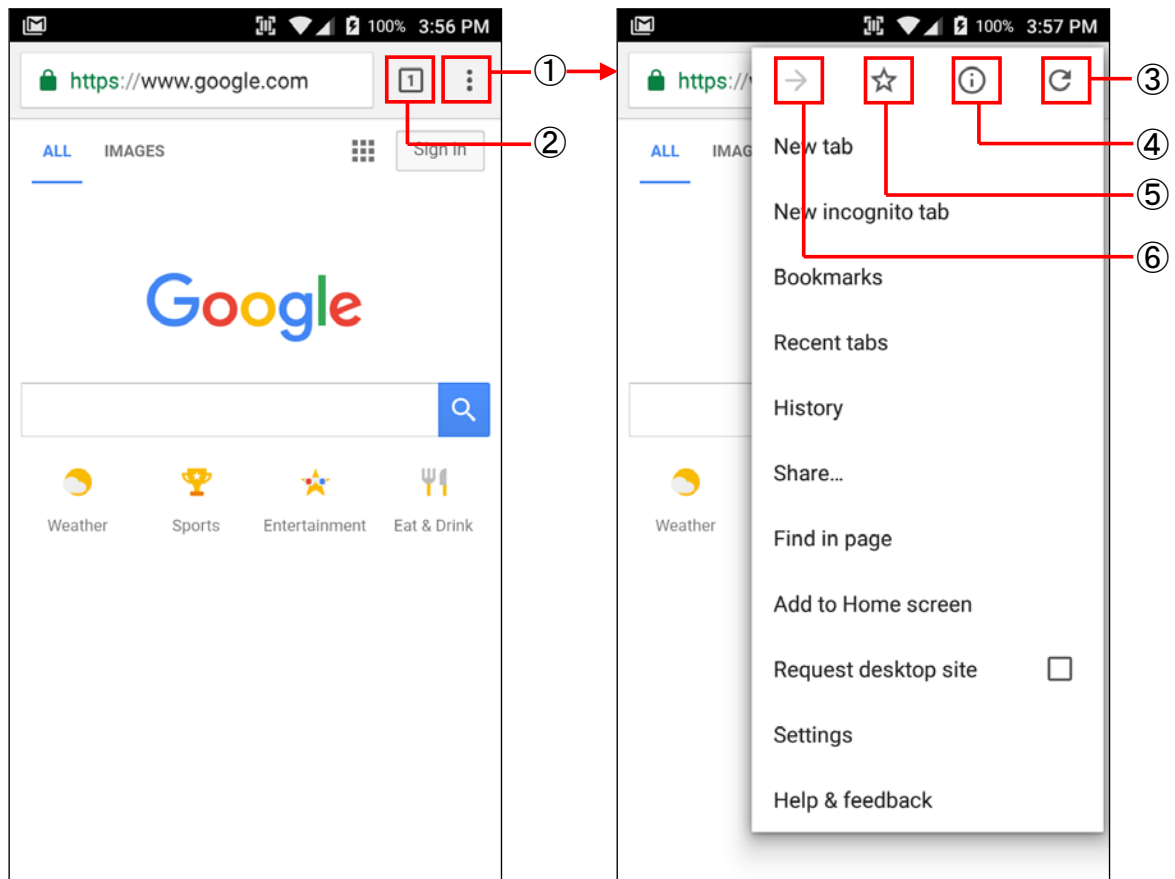 100% 3:56 PM
https://www.google.com
1
①
②
ALL IMAGES
Sign in
Google
Weather Sports Entertainment Eat & Drink
100% 3:57 PM
https://
③
④
⑤
⑥
ALL IMAG
New tab
New incognito tab
Bookmarks
Recent tabs
History
Share...
Weather
Find in page
Add to Home screen
Request desktop site
Settings
Help & feedback